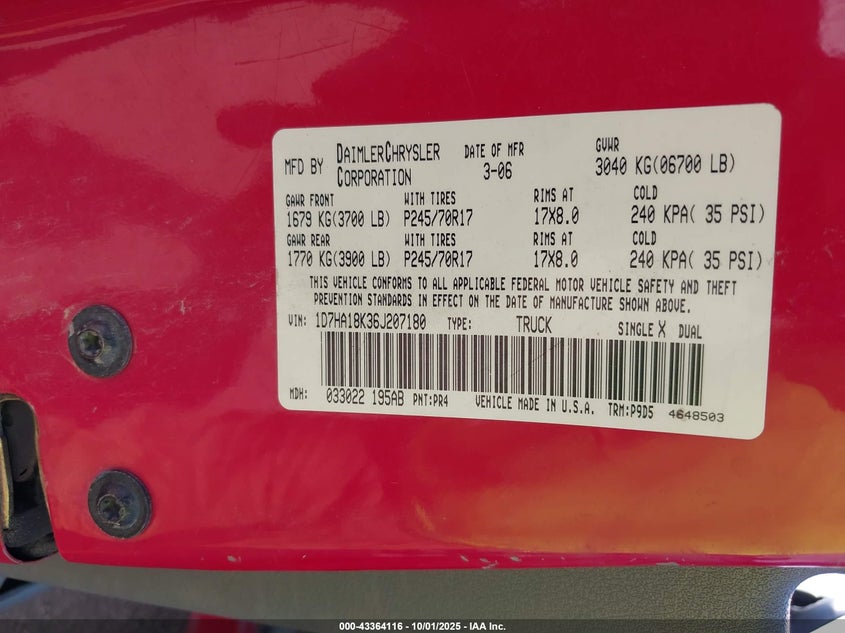 MFD BY DAIMLERCHRYSLER CORPORATION DATE OF MFR 3-06 GVWR 3040 KG(06700 LB)
GAWR FRONT WITH TIRES RIMS AT COLD
1679 KG(3700 LB) P245/70R17 17X8.0 240 KPA( 35 PSI)
GAWR REAR WITH TIRES RIMS AT COLD
1770 KG(3900 LB) P245/70R17 17X8.0 240 KPA( 35 PSI)
THIS VEHICLE CONFORMS TO ALL APPLICABLE FEDERAL MOTOR VEHICLE SAFETY AND THEFT
PREVENTION STANDARDS IN EFFECT ON THE DATE OF MANUFACTURE SHOWN ABOVE.
VIN: 1D7HA18K36J207180 TYPE: TRUCK SINGLE X DUAL
MDH: 033022 195AB PNT:PR4 VEHICLE MADE IN U.S.A. TRM:P9D5 4648503
000-43364116 - 10/01/2025 - IAA Inc.